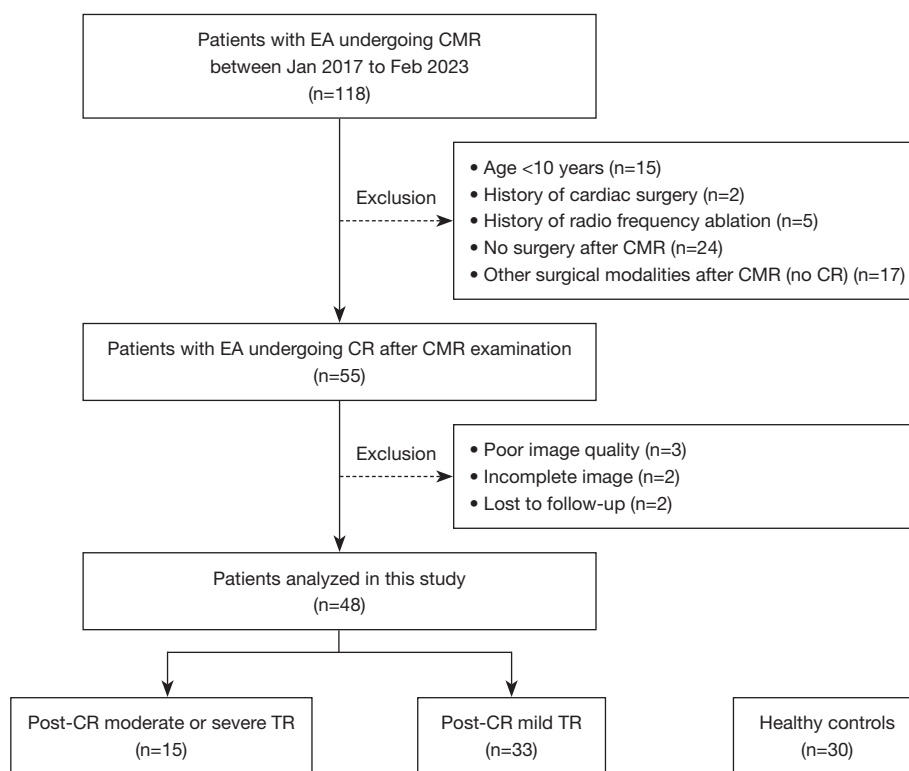 Patients with EA undergoing CMR
between Jan 2017 to Feb 2023
(n=118)
Exclusion
• Age <10 years (n=15)
• History of cardiac surgery (n=2)
• History of radio frequency ablation (n=5)
• No surgery after CMR (n=24)
• Other surgical modalities after CMR (no CR) (n=17)
Patients with EA undergoing CR after CMR examination
(n=55)
Exclusion
• Poor image quality (n=3)
• Incomplete image (n=2)
• Lost to follow-up (n=2)
Patients analyzed in this study
(n=48)
Post-CR moderate or severe TR
(n=15)
Post-CR mild TR
(n=33)
Healthy controls
(n=30)